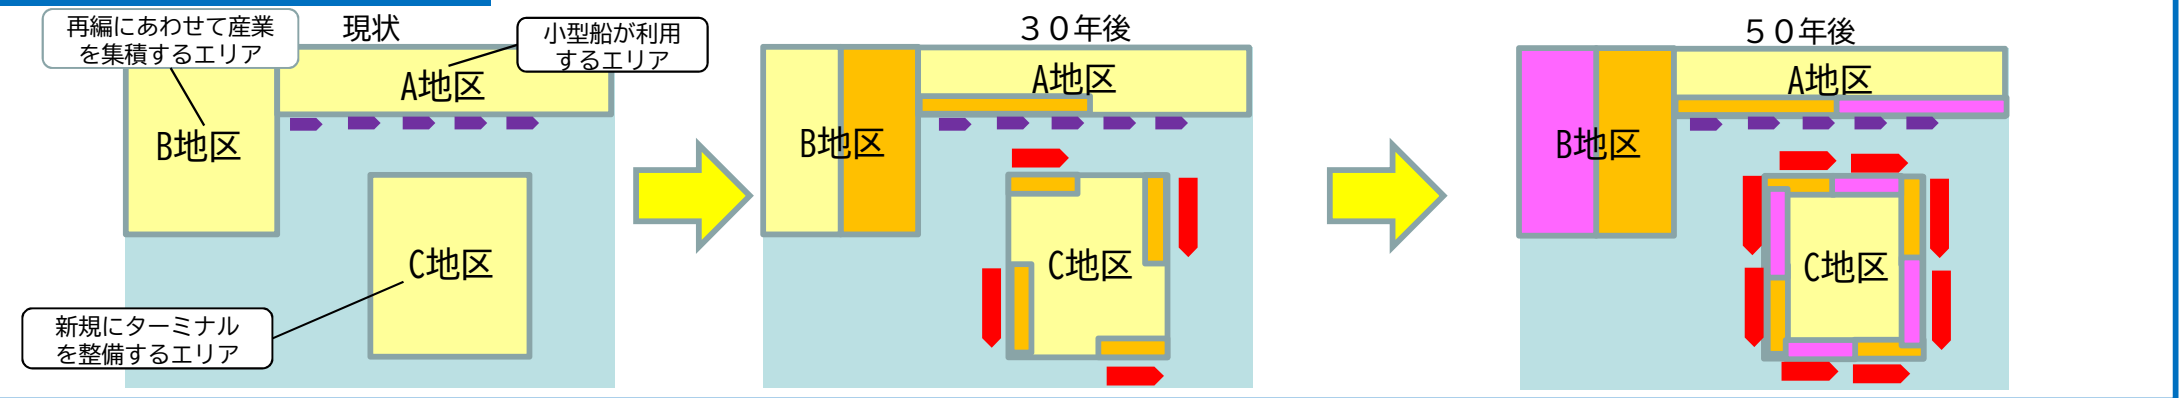 現状
再編にあわせて産業
を集積するエリア
小型船が利用
するエリア
A地区
B地区
C地区
新規にターミナル
を整備するエリア
３０年後
A地区
B地区
C地区
５０年後
A地区
B地区
C地区